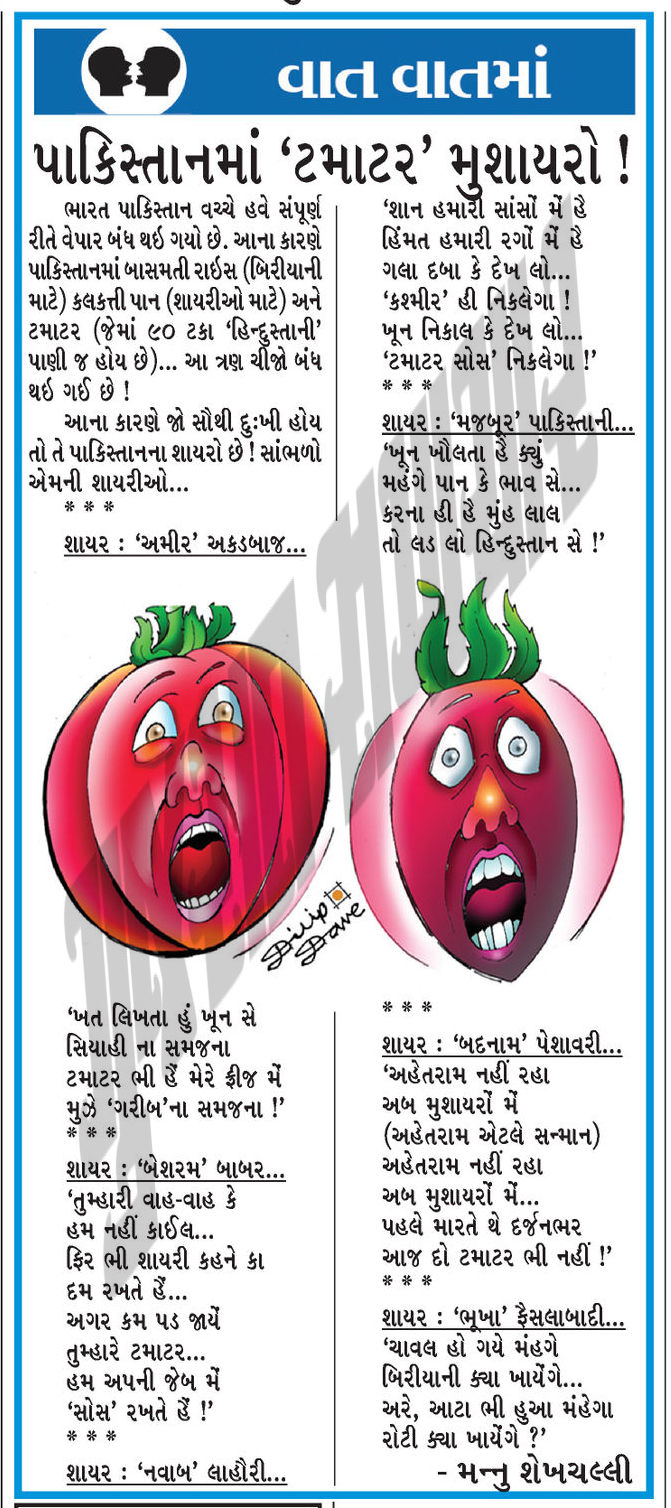 વાત વાતમાં
પાકિસ્તાનમાં ‘ટમાટર’ મુશાયરો !
ભારત પાકિસ્તાન વચ્ચે હવે સંપૂર્ણ
રીતે વેપાર બંધ થઇ ગયો છે. આના કારણે
પાકિસ્તાનમાં બાસમતી રાઇસ (બિરીયાની
માટે) કલકત્તી પાન (શાયરીઓ માટે) અને
ટમાટર (જેમાં ૯૦ ટકા ‘હિન્દુસ્તાની’
પાણી જ હોય છે)... આ ત્રણ ચીજો બંધ
થઇ ગઈ છે !
આના કારણે જો સૌથી દુઃખી હોય
તો તે પાકિસ્તાનના શાયરો છે ! સાંભળો
એમની શાયરીઓ...
* * *
શાયર : ‘અમીર’ અકડબાજ...
‘ખત લિખતા હું ખૂન સે
સિયાહી ના સમજના
ટમાટર ભી હૈં મેરે ફ્રીજ મેં
મુઝે ‘ગરીબ’ના સમજના !’
* * *
શાયર : ‘બેશરમ’ બાબર...
‘તુમ્હારી વાહ-વાહ કે
હમ નહીં કાઈલ...
ફિર ભી શાયરી કહને કા
દમ રખતે હૈં...
અગર કમ પડ જાયેં
તુમ્હારે ટમાટર...
હમ અપની જેબ મેં
‘સોસ’ રખતે હૈં !’
* * *
શાયર : ‘નવાબ’ લાહૌરી...
‘શાન હમારી સાંસોં મેં હૈ
હિંમત હમારી રગોં મેં હૈ
ગલા દબા કે દેખ લો...
‘કશ્મીર’ હી નિકલેગા !
ખૂન નિકાલ કે દેખ લો...
‘ટમાટર સોસ’ નિકલેગા !’
* * *
શાયર : ‘મજબૂર’ પાકિસ્તાની...
‘ખૂન ખૌલતા હૈ ક્યું
મહંગે પાન કે ભાવ સે...
કરના હી હૈ મુંહ લાલ
તો લડ લો હિન્દુસ્તાન સે !’
* * *
શાયર : ‘બદનામ’ પેશાવરી...
‘અહેતરામ નહીં રહા
અબ મુશાયરોં મેં
(અહેતરામ એટલે સન્માન)
અહેતરામ નહીં રહા
અબ મુશાયરોં મેં...
પહલે મારતે થે દર્જનભર
આજ દો ટમાટર ભી નહીં !’
* * *
શાયર : ‘ભૂખા’ ફૈસલાબાદી...
‘ચાવલ હો ગયે મંહગે
બિરીયાની ક્યા ખાયેંગે...
અરે, આટા ભી હુઆ મંહેગા
રોટી ક્યા ખાયેંગે ?’
- મન્નુ શેખચલ્લી
Dilip
Dave